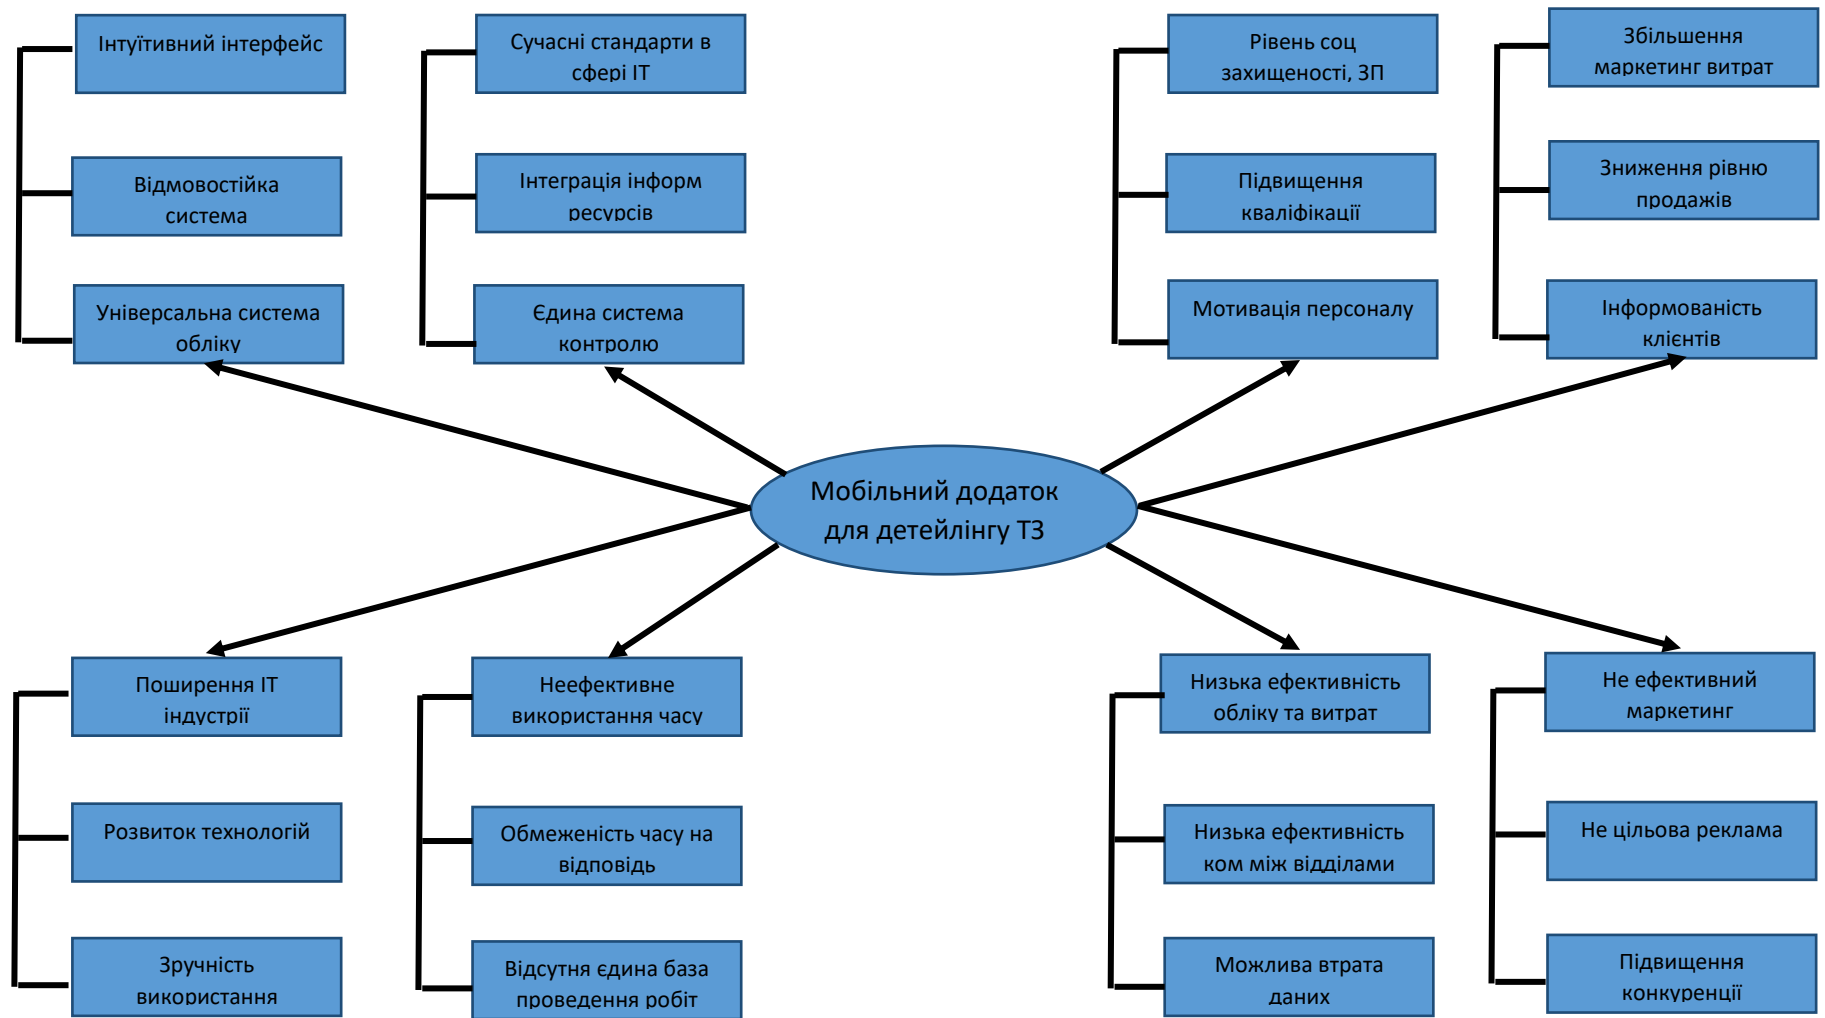 Інтуїтивний інтерфейс
Відмовостійка
система
Універсальна система
обліку
Сучасні стандарти в
сфері ІТ
Інтеграція інформ
ресурсів
Єдина система
контролю
Рівень соц
захищеності, ЗП
Підвищення
кваліфікації
Мотивація персоналу
Збільшення
маркетинг витрат
Зниження рівню
продажів
Інформованість
клієнтів
Мобільний додаток
для детейлінгу ТЗ
Поширення ІТ
індустрії
Розвиток технологій
Зручність
використання
Неефективне
використання часу
Обмеженість часу на
відповідь
Відсутня єдина база
проведення робіт
Низька ефективність
обліку та витрат
Низька ефективність
ком між відділами
Можлива втрата
даних
Не ефективний
маркетинг
Не цільова реклама
Підвищення
конкуренції